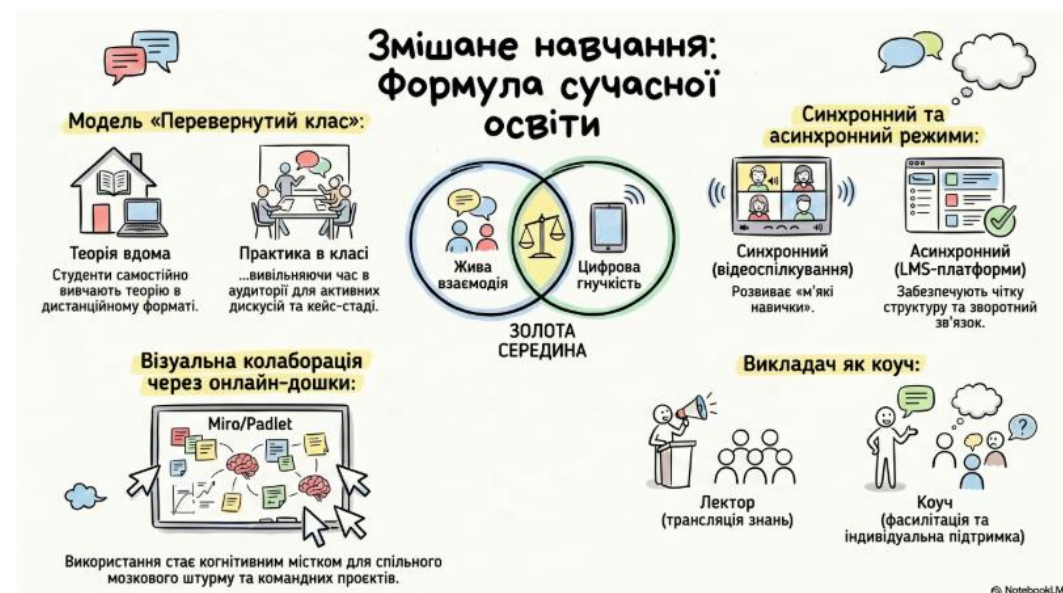 Змішане навчання:
Формула сучасної
освіти
Модель «Перевернутий клас»:
Теорія вдома
Студенти самостійно
вивчають теорію в
дистанційному форматі.
Практика в класі
...вивільняючи час в
аудиторії для активних
дискусій та кейс-стаді.
Жива
взаємодія
Цифрова
гнучкість
ЗОЛОТА
СЕРЕДИНА
Синхронний та
асинхронний режими:
Синхронний
(відеоспілкування)
Розвиває «м'які
навички».
Асинхронний
(LMS-платформи)
Забезпечують чітку
структуру та зворотний
зв'язок.
Візуальна колаборація
через онлайн-дошки:
Miro/Padlet
Використання стає когнітивним містком для спільного
мозкового штурму та командних проєктів.
Викладач як коуч:
Лектор
(трансляція знань)
?
Коуч
(фасилітація та
індивідуальна підтримка)
NotebookLM